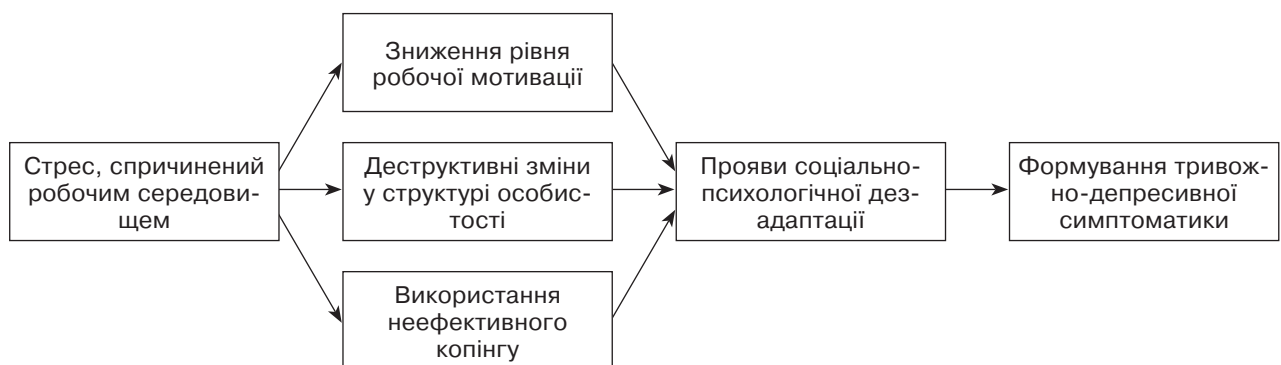 Зниження рівня
робочої мотивації
Стрес, спричинений
робочим середови-
щем
Деструктивні зміни
у структурі особис-
тості
Прояви соціально-
психологічної дез-
адаптації
Формування тривож-
но-депресивної
симптоматики
Використання
неефективного
копінгу